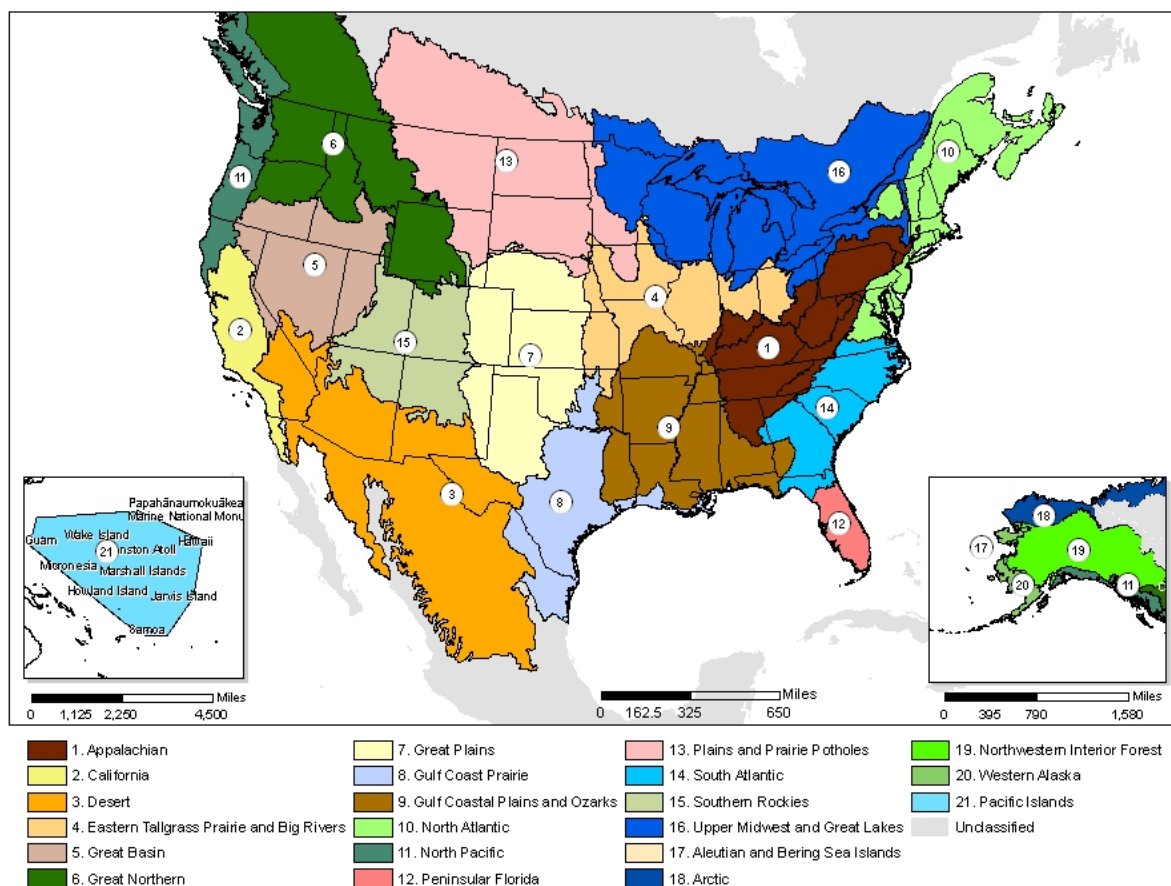 6
13
11
10
16
5
4
2
15
7
1
14
9
3
8
12
Papahānaumokuākea
Marine National Monu
Wake Island
Guam
21
Hawaii
Micronesia
Marshall Islands
Howland Island
Jarvis Island
Samoa
18
17
19
20
11
Miles
0 1,125 2,250 4,500
Miles
0 162.5 325 650
Miles
0 395 790 1,580
1. Appalachian
2. California
3. Desert
4. Eastern Tallgrass Prairie and Big Rivers
5. Great Basin
6. Great Northern
7. Great Plains
8. Gulf Coast Prairie
9. Gulf Coastal Plains and Ozarks
10. North Atlantic
11. North Pacific
12. Peninsular Florida
13. Plains and Prairie Potholes
14. South Atlantic
15. Southern Rockies
16. Upper Midwest and Great Lakes
17. Aleutian and Bering Sea Islands
18. Arctic
19. Northwestern Interior Forest
20. Western Alaska
21. Pacific Islands
Unclassified